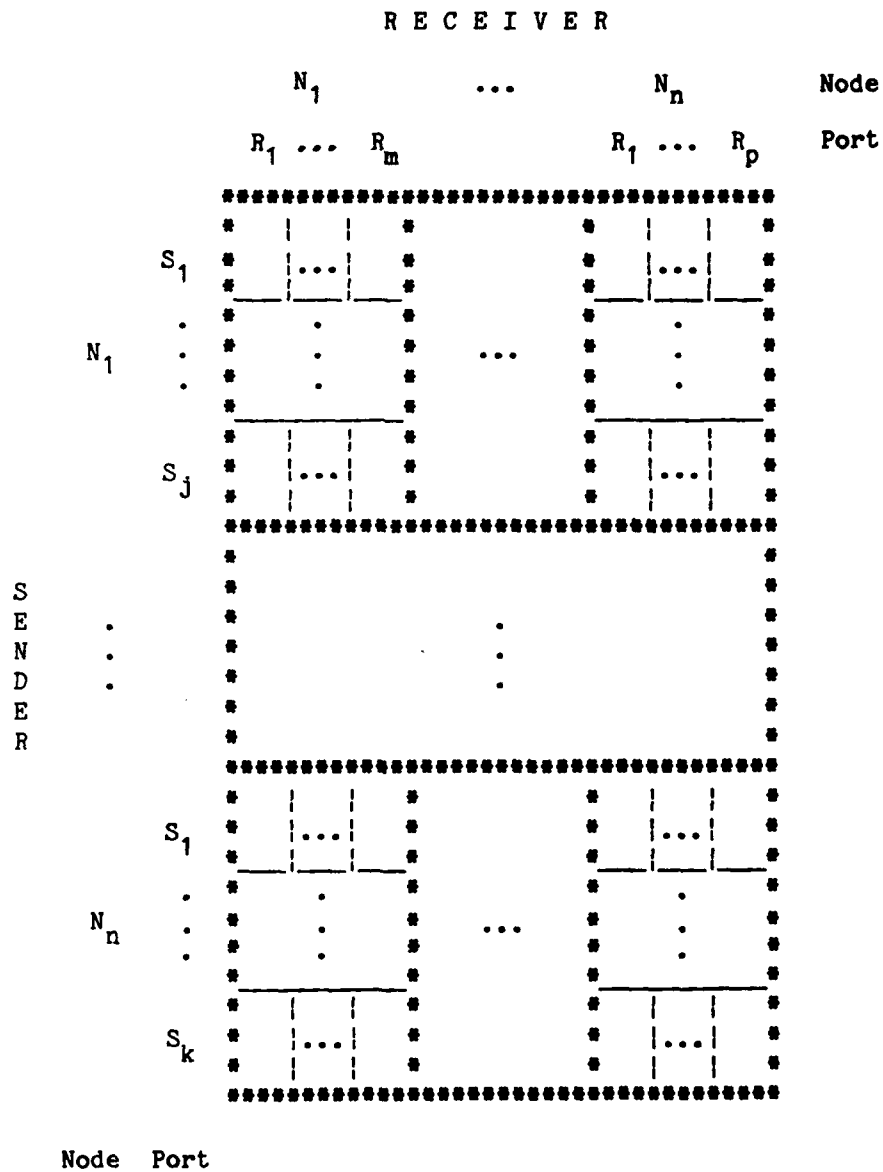 R E C E I V E R
N1 ... Nn Node
R1 ... Rm R1 ... Rp Port
S1 ... ...
N1 ...
Sj ... ...
S
E
N
D
E
R
S1 ... ...
Nn ...
Sk ... ...
Node Port